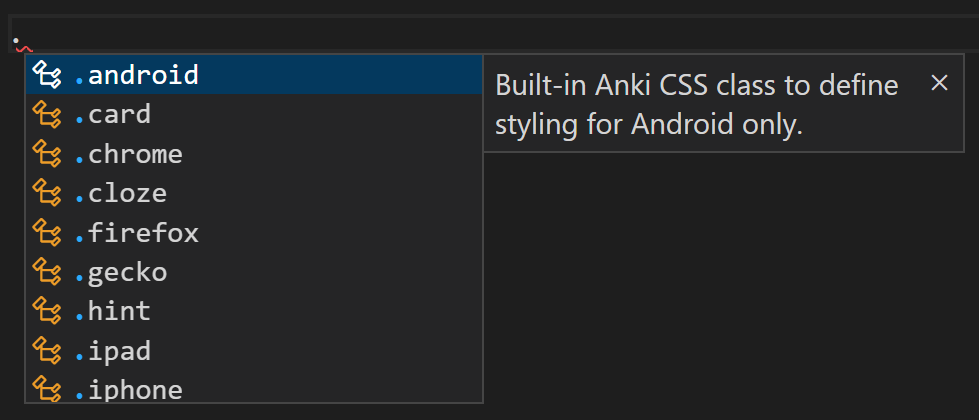 .
.android
Built-in Anki CSS class to define
styling for Android only.
.card
.chrome
.cloze
.firefox
.gecko
.hint
.ipad
.iphone